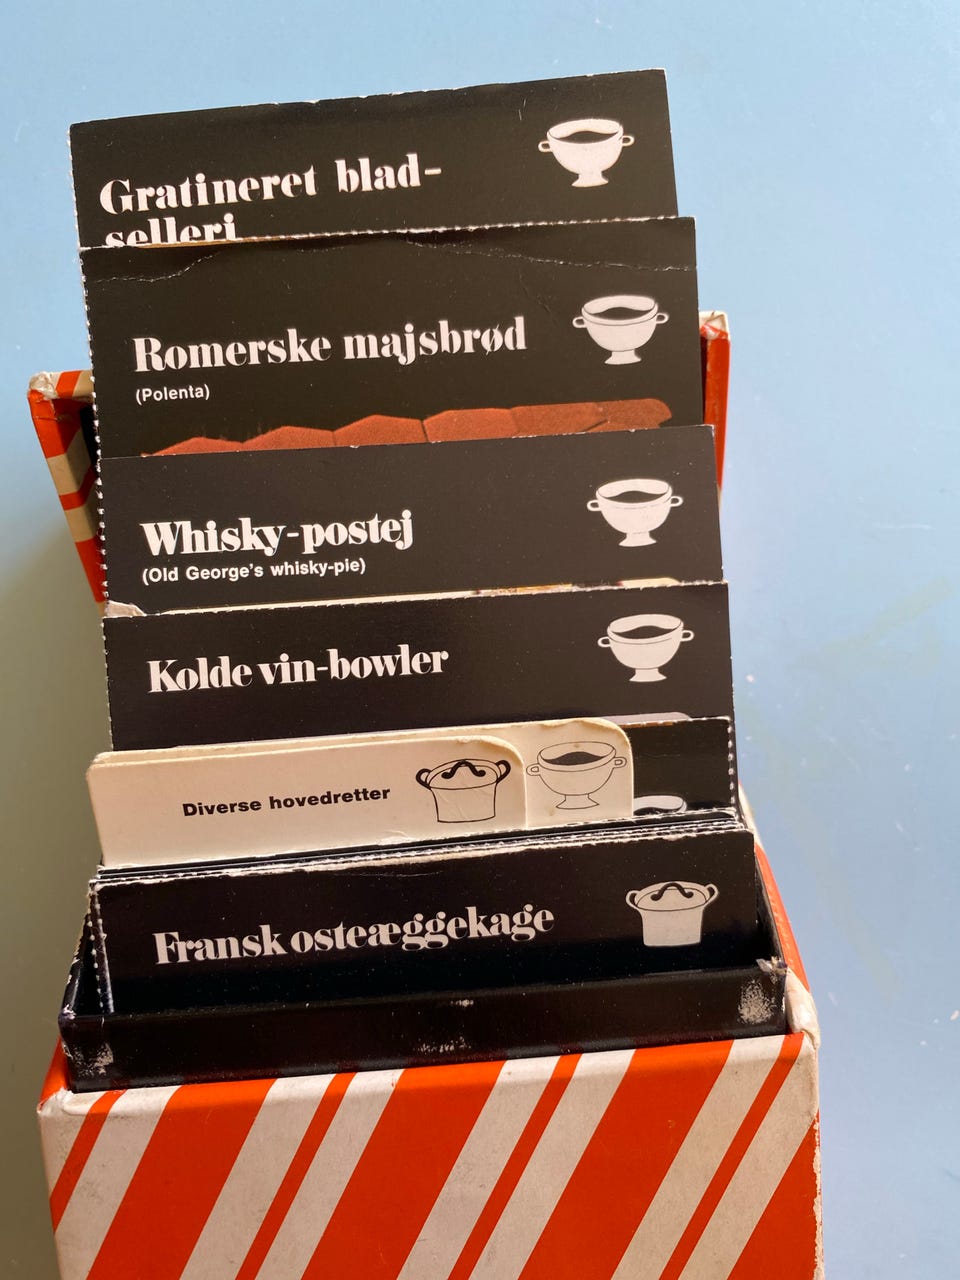 Gratineret blad-
selleri
Romerske majsbrød
(Polenta)
Whisky-postej
(Old George's whisky-pie)
Kolde vin-bowler
Diverse hovedretter
Fransk osteæggekage